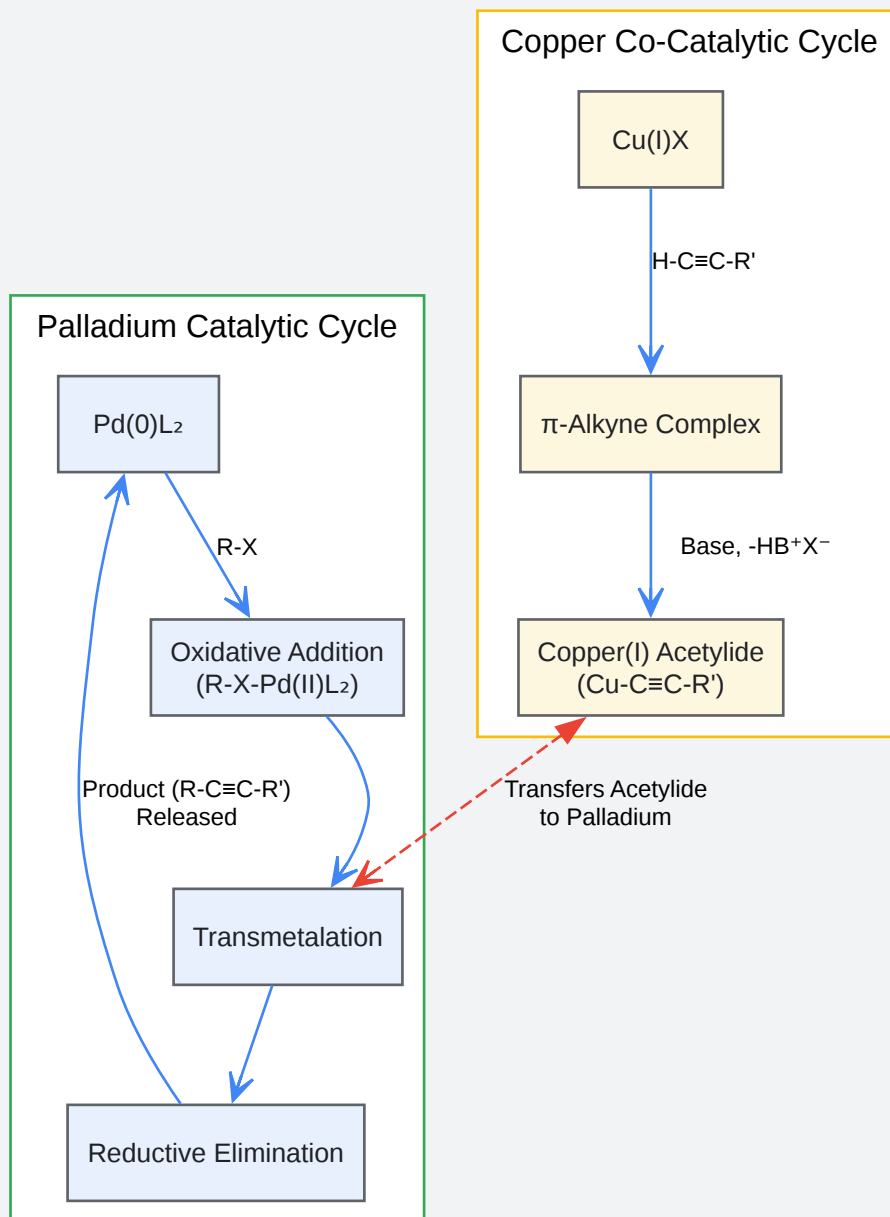 Copper Co-Catalytic Cycle
Cu(I)X
H-C≡C-R'
π-Alkyne Complex
Base, -HB⁺X⁻
Copper(I) Acetylide
(Cu-C≡C-R')
Transfers Acetylide
to Palladium
Palladium Catalytic Cycle
Pd(0)L₂
R-X
Oxidative Addition
(R-X-Pd(II)L₂)
Product (R-C≡C-R')
Released
Transmetalation
Reductive Elimination